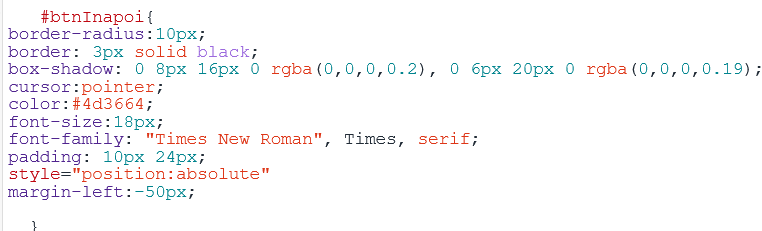 #btnInapoi{
border-radius:10px;
border: 3px solid black;
box-shadow: 0 8px 16px 0 rgba(0,0,0,0.2), 0 6px 20px 0 rgba(0,0,0,0.19);
cursor:pointer;
color:#4d3664;
font-size:18px;
font-family: "Times New Roman", Times, serif;
padding: 10px 24px;
style="position:absolute"
margin-left:-50px;
}